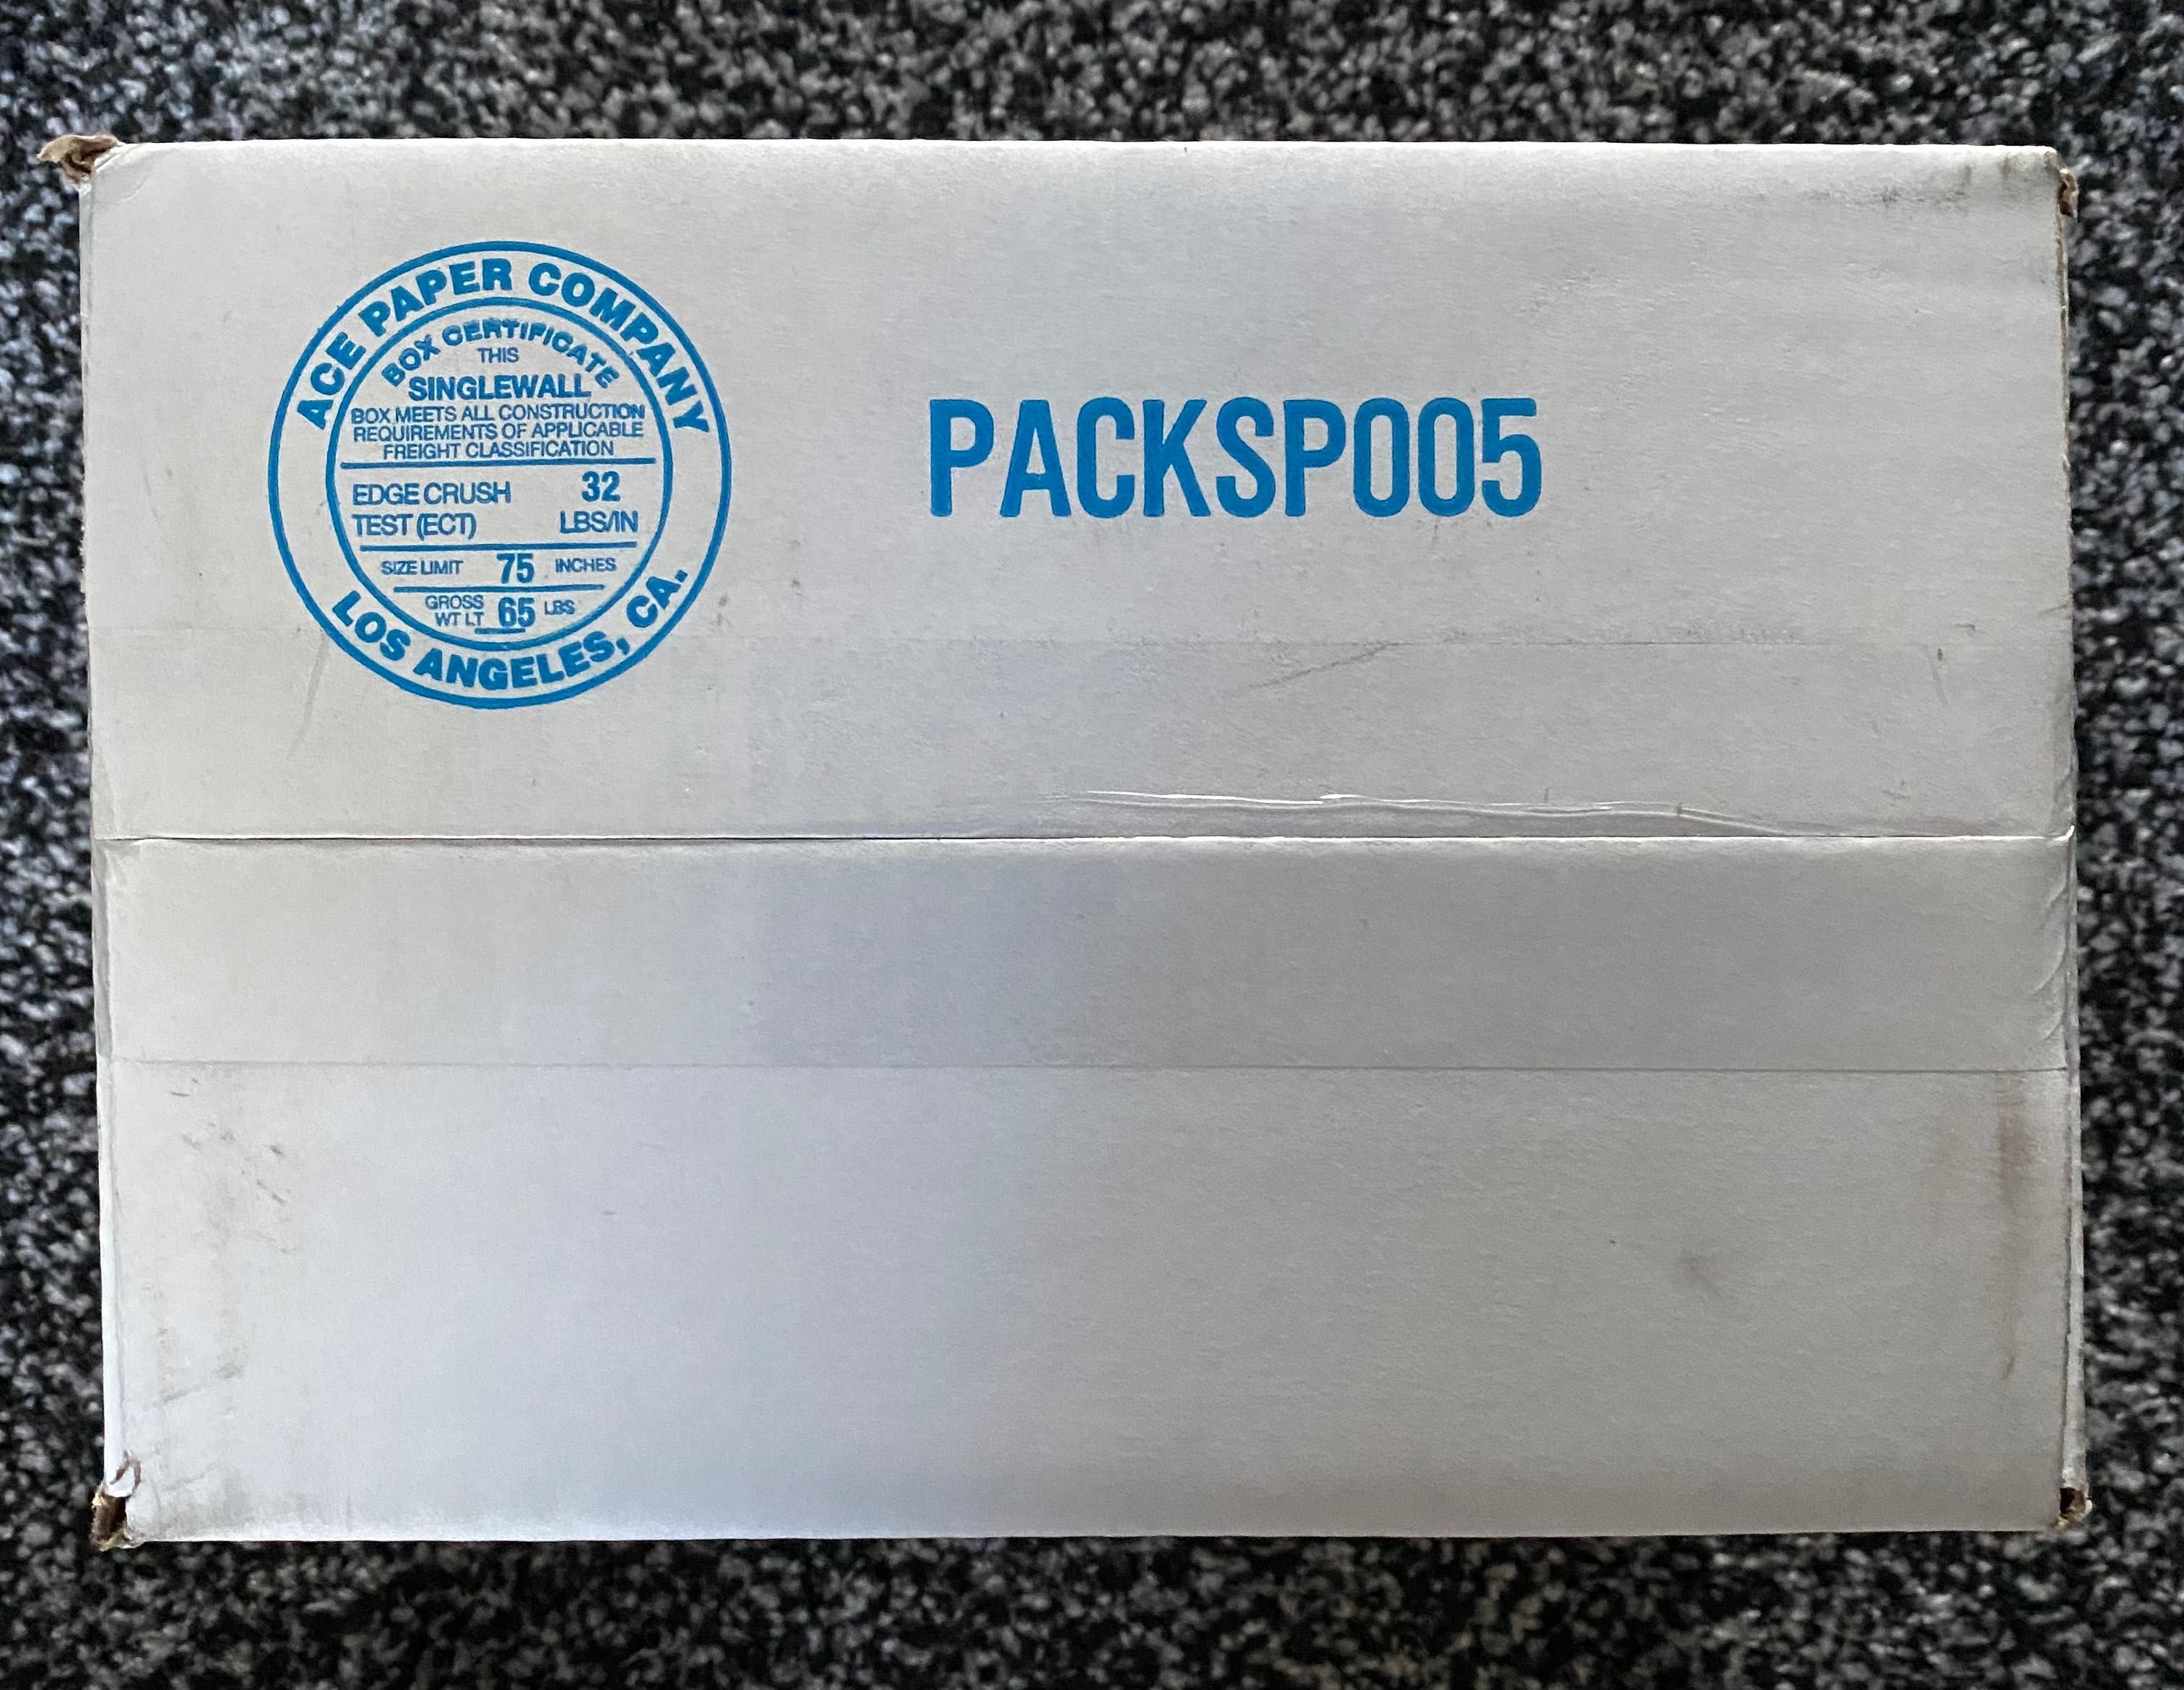 ACE PAPER COMPANY
BOX CERTIFICATE
THIS
SINGLEWALL
BOX MEETS ALL CONSTRUCTION
REQUIREMENTS OF APPLICABLE
FREIGHT CLASSIFICATION
EDGE CRUSH 32
TEST (ECT) LBS/IN
SIZE LIMIT 75 INCHES
GROSS
WT LT 65 LBS
LOS ANGELES, CA.
PACKSP005